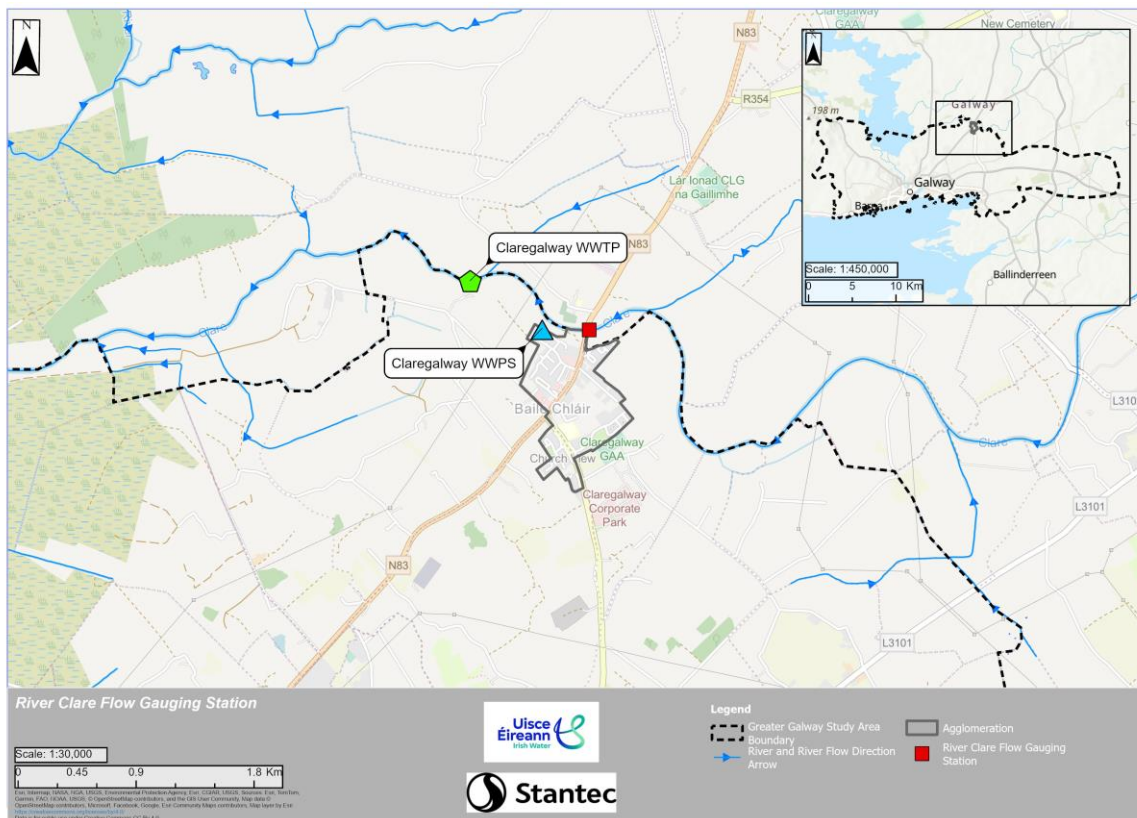 N
N83
Claregalway
GAA
New Cemetery
R354
Lár Ionad CLG
na Gaillimhe
N83
Claregalway WWTP
Clare
Clare
Claregalway WWPS
Baile Chláir
Claregalway
GAA
Church View
Claregalway
Corporate
Park
Clare
L3101
L3101
L3101
N83
N
198 m
Galway
Galway
Barna
Ballinderreen
Scale: 1:450,000
0 5 10 Km
River Clare Flow Gauging Station
Scale: 1:30,000
0 0.45 0.9 1.8 Km
Uisce
Éireann
Irish Water
Stantec
Legend
Greater Galway Study Area
Boundary
River and River Flow Direction
Arrow
Agglomeration
River Clare Flow Gauging
Station